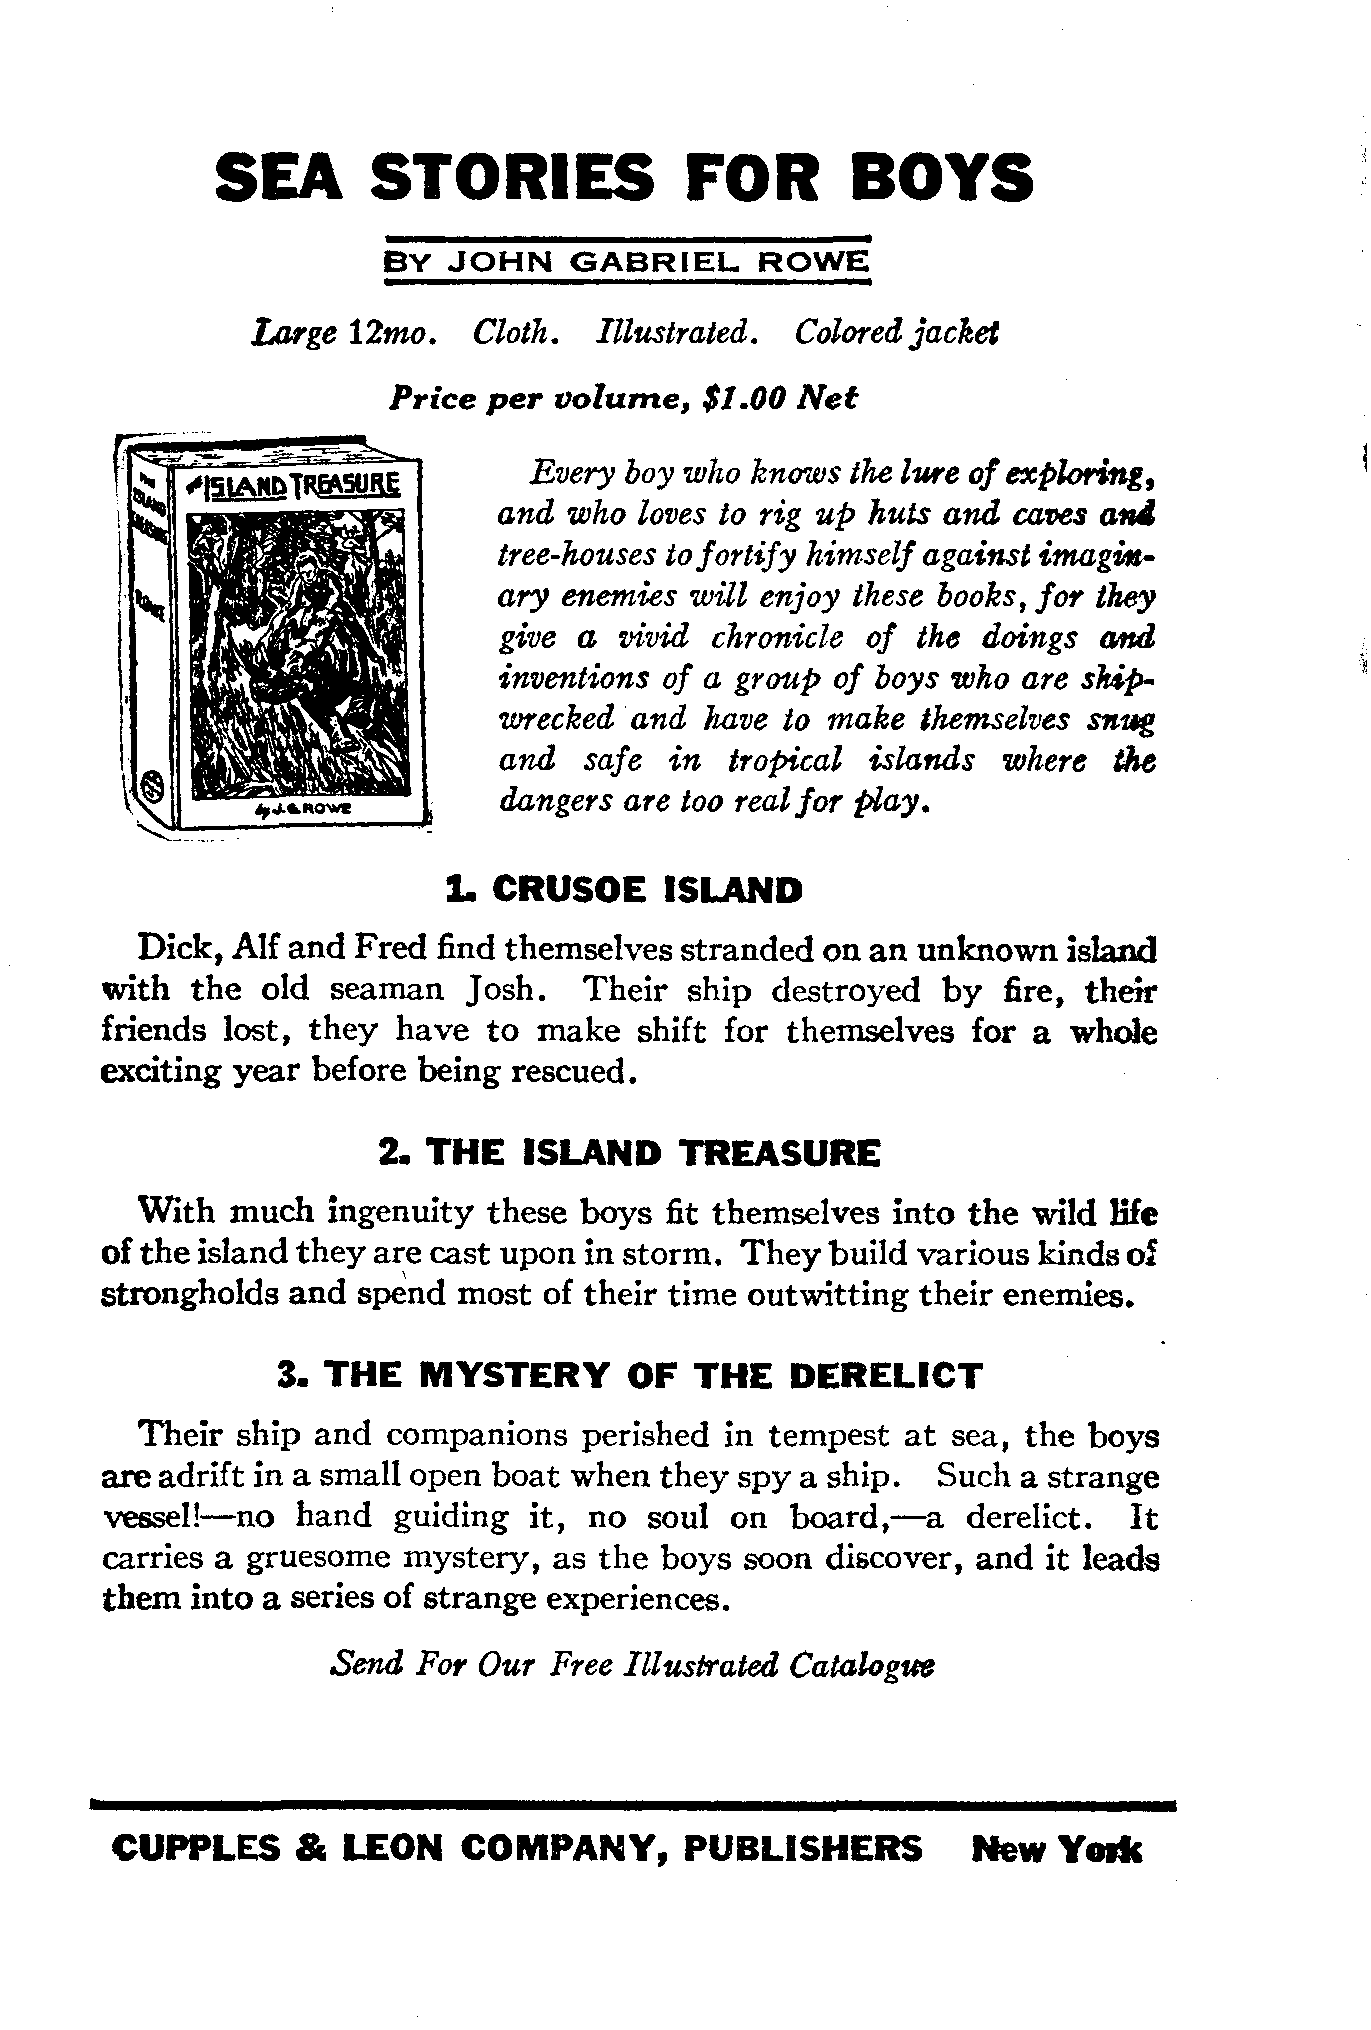 SEA STORIES FOR BOYS
BY JOHN GABRIEL ROWE
Large 12mo. Cloth. Illustrated. Colored jacket
Price per volume, $1.00 Net
THE ISLAND TREASURE
ROWE
THE ISLAND TREASURE
by J.G. ROWE
Every boy who knows the lure of exploring,
and who loves to rig up huts and caves and
tree-houses to fortify himself against imagin-
ary enemies will enjoy these books, for they
give a vivid chronicle of the doings and
inventions of a group of boys who are ship-
wrecked and have to make themselves snug
and safe in tropical islands where the
dangers are too real for play.
1. CRUSOE ISLAND
Dick, Alf and Fred find themselves stranded on an unknown island
with the old seaman Josh. Their ship destroyed by fire, their
friends lost, they have to make shift for themselves for a whole
exciting year before being rescued.
2. THE ISLAND TREASURE
With much ingenuity these boys fit themselves into the wild life
of the island they are cast upon in storm. They build various kinds of
strongholds and spend most of their time outwitting their enemies.
3. THE MYSTERY OF THE DERELICT
Their ship and companions perished in tempest at sea, the boys
are adrift in a small open boat when they spy a ship. Such a strange
vessel!—no hand guiding it, no soul on board,—a derelict. It
carries a gruesome mystery, as the boys soon discover, and it leads
them into a series of strange experiences.
Send For Our Free Illustrated Catalogue
CUPPLES & LEON COMPANY, PUBLISHERS New York